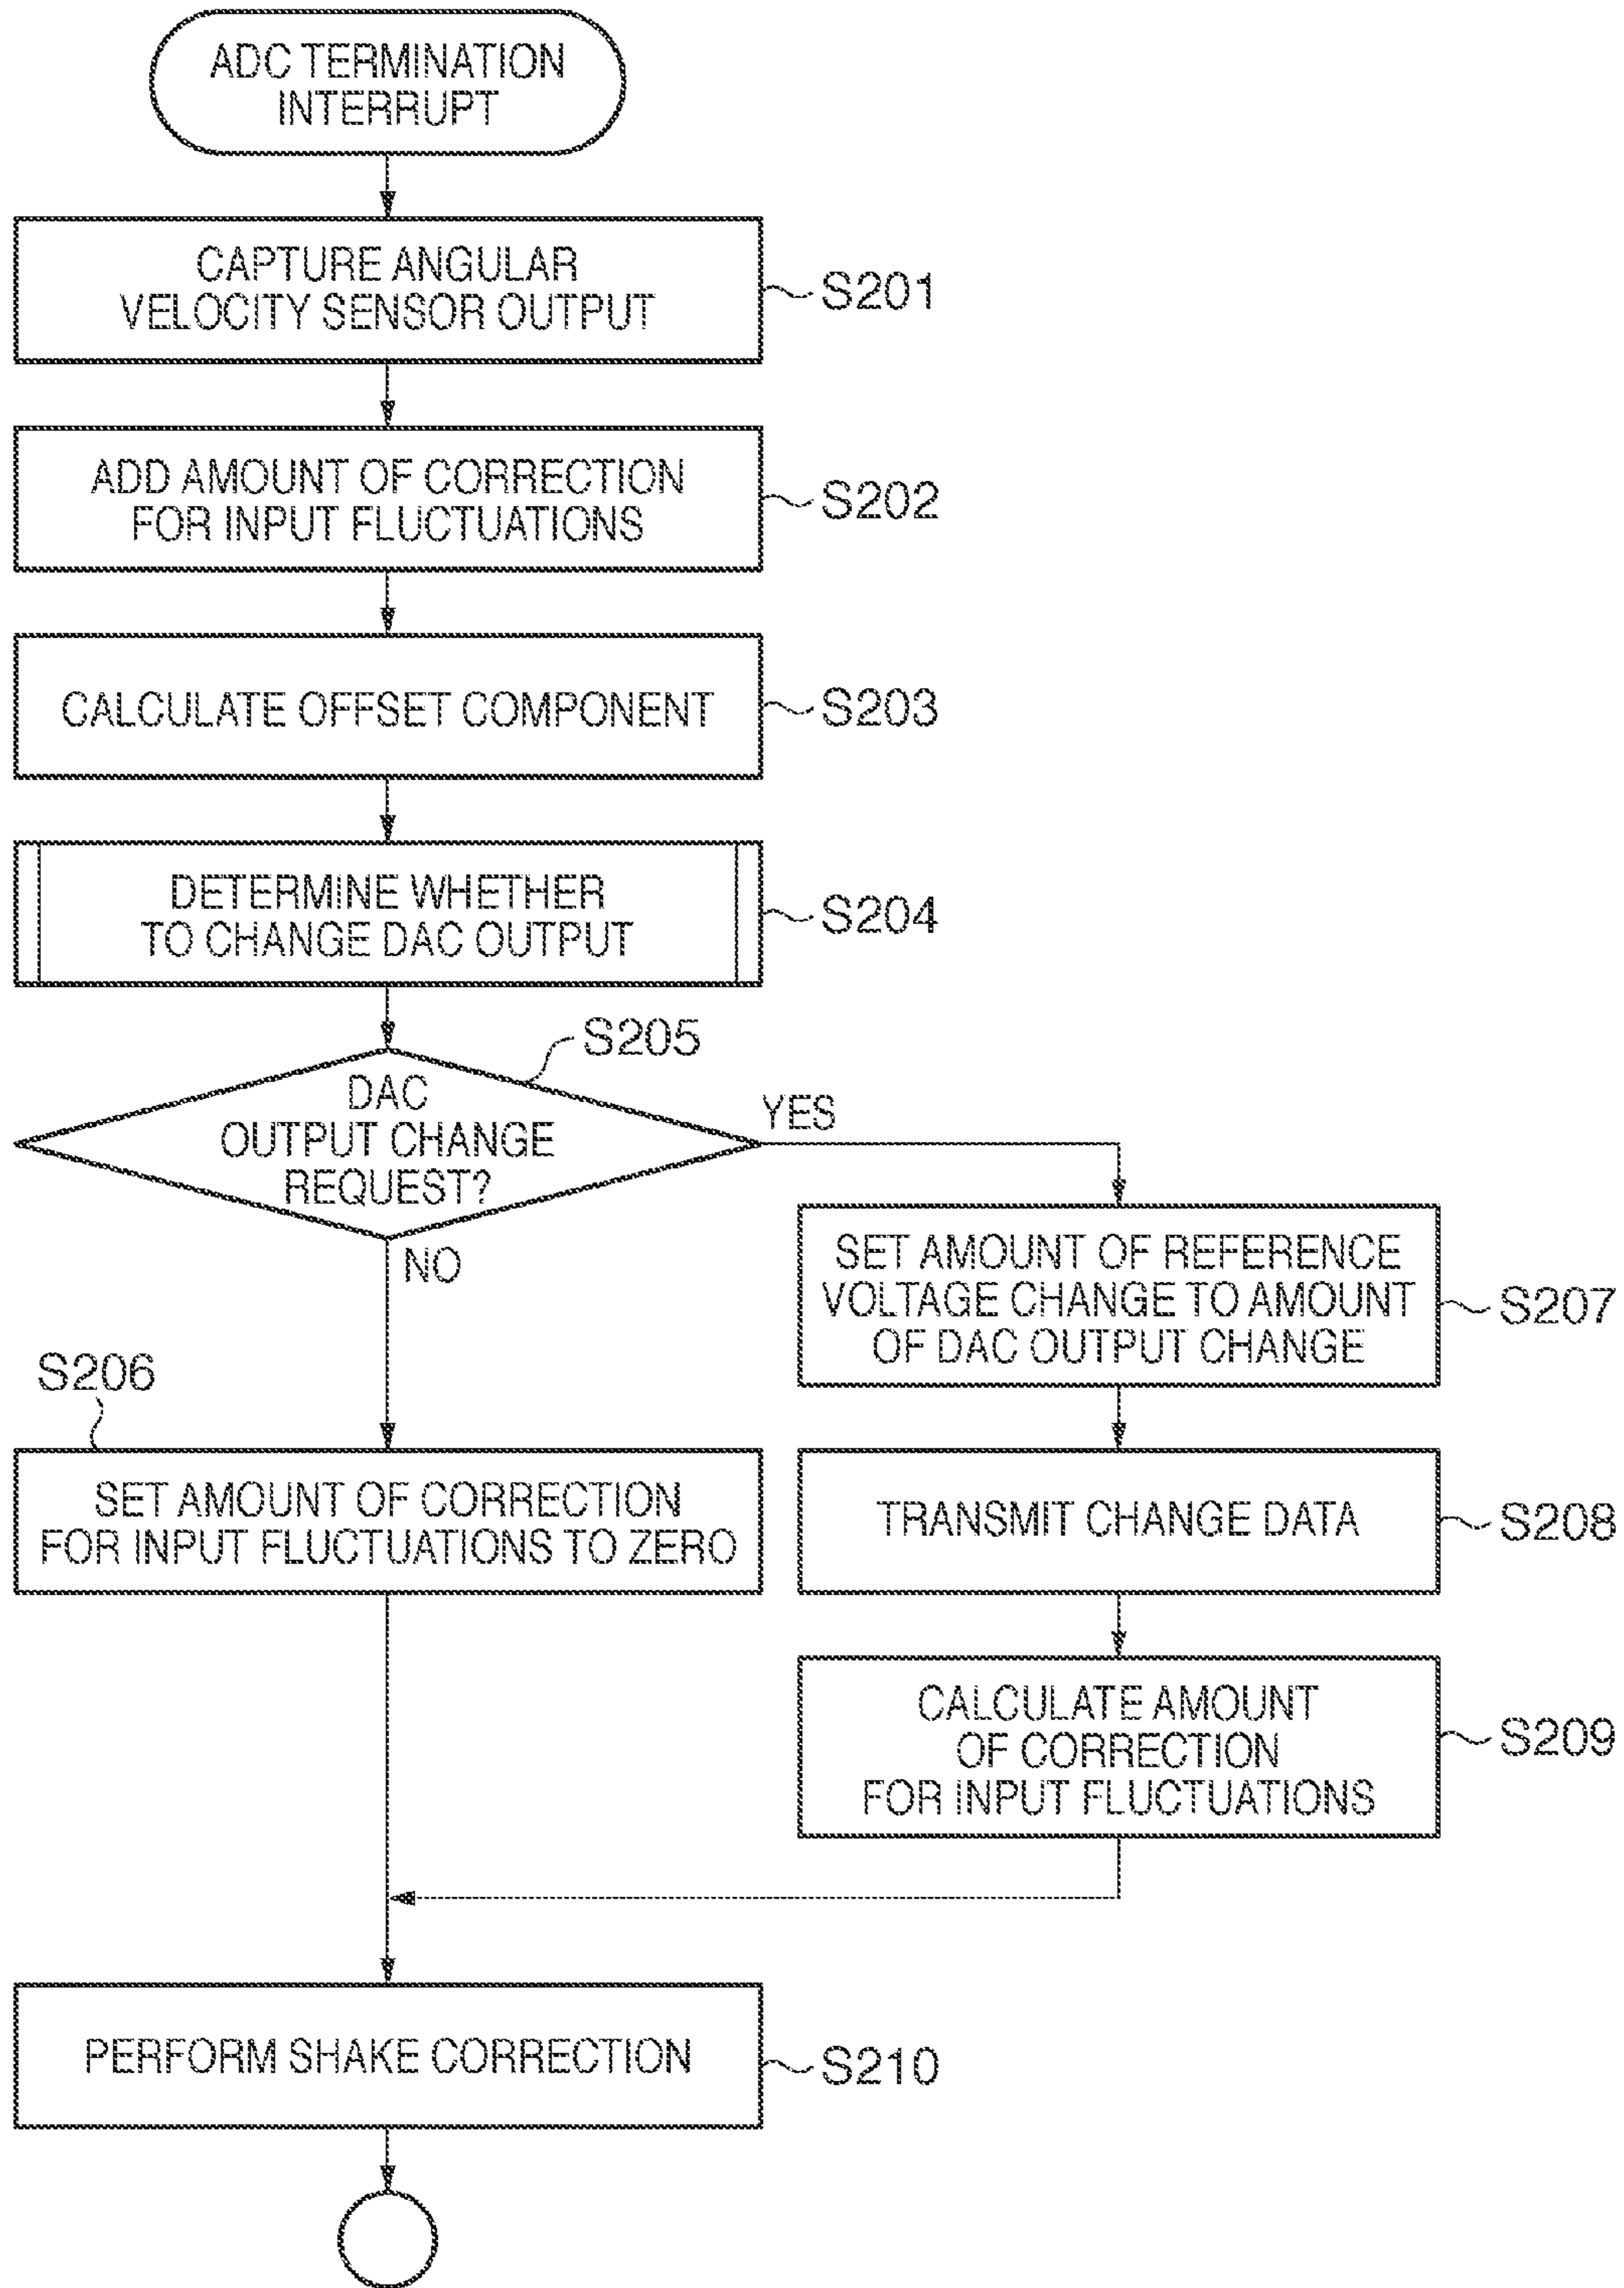 ADC TERMINATION
INTERRUPT
CAPTURE ANGULAR
VELOCITY SENSOR OUTPUT
S201
ADD AMOUNT OF CORRECTION
FOR INPUT FLUCTUATIONS
S202
CALCULATE OFFSET COMPONENT
S203
DETERMINE WHETHER
TO CHANGE DAC OUTPUT
S204
S205
DAC
OUTPUT CHANGE
REQUEST?
YES
NO
SET AMOUNT OF REFERENCE
VOLTAGE CHANGE TO AMOUNT
OF DAC OUTPUT CHANGE
S207
S206
SET AMOUNT OF CORRECTION
FOR INPUT FLUCTUATIONS TO ZERO
TRANSMIT CHANGE DATA
S208
CALCULATE AMOUNT
OF CORRECTION
FOR INPUT FLUCTUATIONS
S209
PERFORM SHAKE CORRECTION
S210